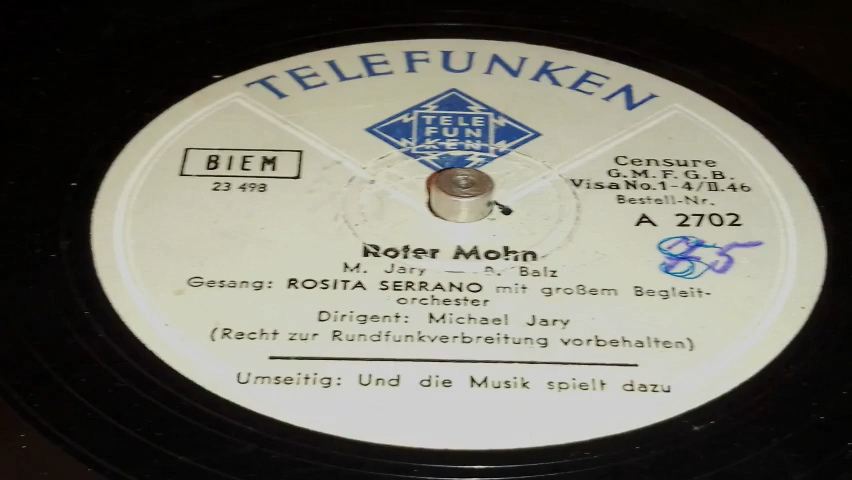 TELEFUNKEN
TELE
FUN
KEN
BIEM
23 498
Censure
G.M.F.G.B.
Visa No. 1-4/II.46
Bestell-Nr.
A 2702
Roter Mohn
M. Jary — B. Balz
Gesang: ROSITA SERRANO mit großem Begleit-
orchester
Dirigent: Michael Jary
(Recht zur Rundfunkverbreitung vorbehalten)
Umseitig: Und die Musik spielt dazu